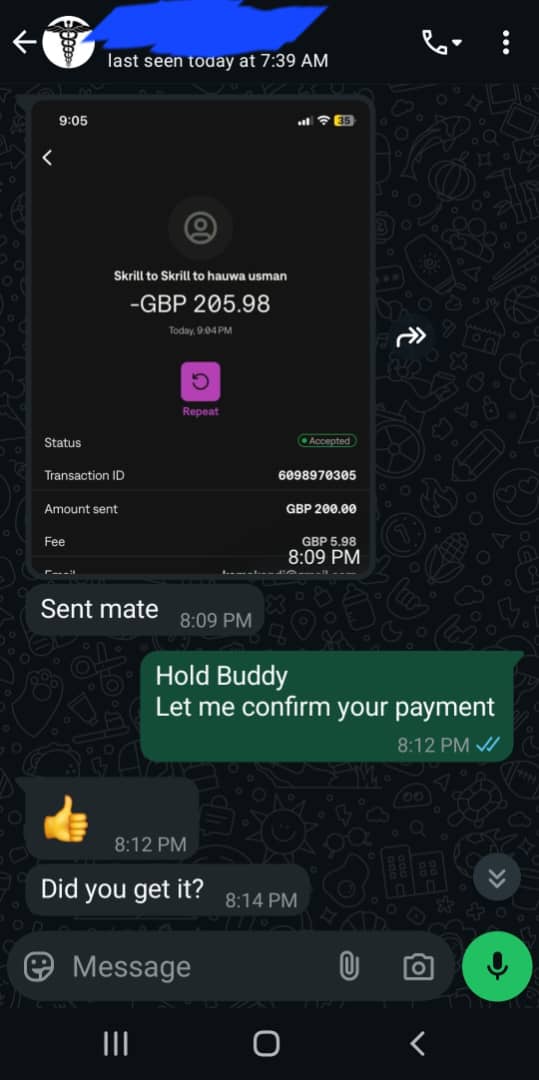 last seen today at 7:39 AM
9:05
35
Skrill to Skrill to hauwa usman
-GBP 205.98
Today, 9:04 PM
Repeat
Status
Accepted
Transaction ID
6098970305
Amount sent
GBP 200.00
Fee
GBP 5.98
8:09 PM
Sent mate
8:09 PM
Hold Buddy
Let me confirm your payment
8:12 PM
👍
8:12 PM
Did you get it?
8:14 PM
Message